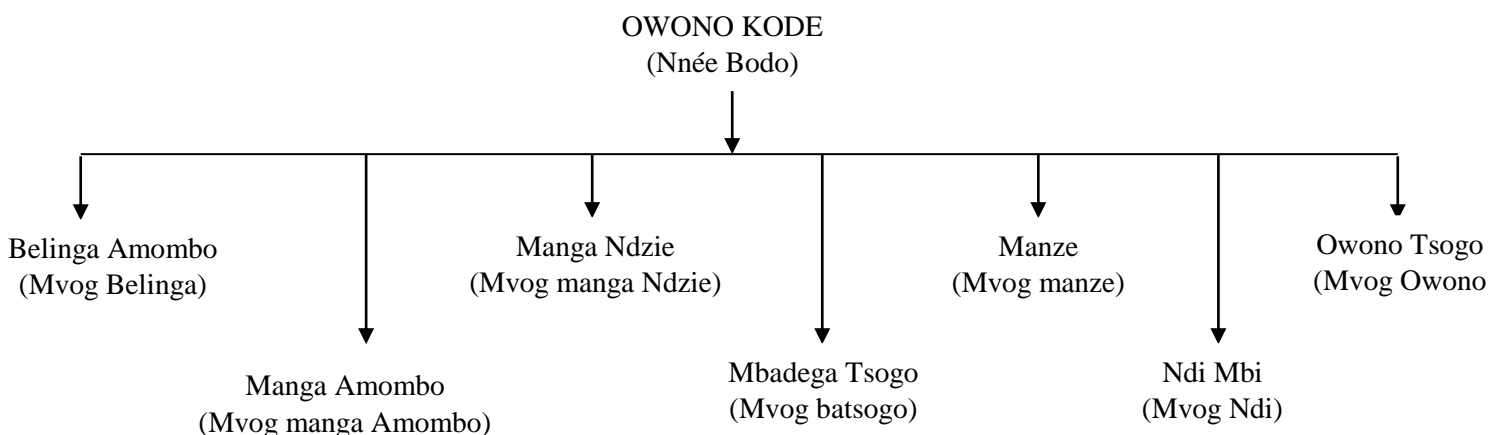 OWONO KODE
(Nnée Bodo)
Belinga Amombo
(Mvog Belinga)
Manga Ndzie
(Mvog manga Ndzie)
Manze
(Mvog manze)
Owono Tsogo
(Mvog Owono
Manga Amombo
(Mvog manga Amombo)
Mbadega Tsogo
(Mvog batsogo)
Ndi Mbi
(Mvog Ndi)